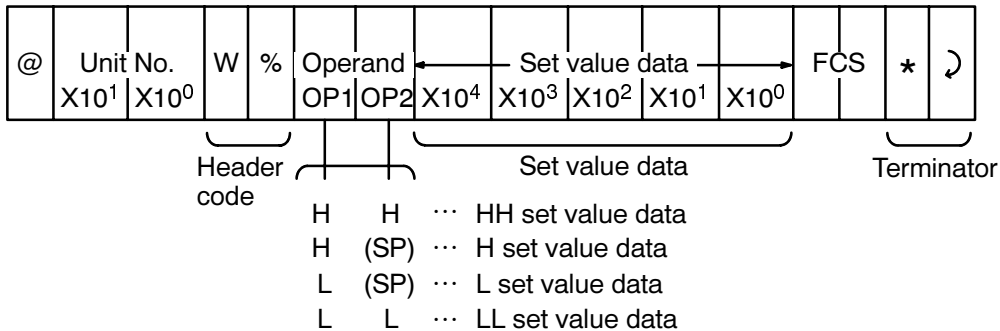 @ Unit No. W % Operand Set value data FCS * ⤸
X10¹ X10⁰ OP1 OP2 X10⁴ X10³ X10² X10¹ X10⁰
Header code Set value data Terminator
H H ··· HH set value data
H (SP) ··· H set value data
L (SP) ··· L set value data
L L ··· LL set value data